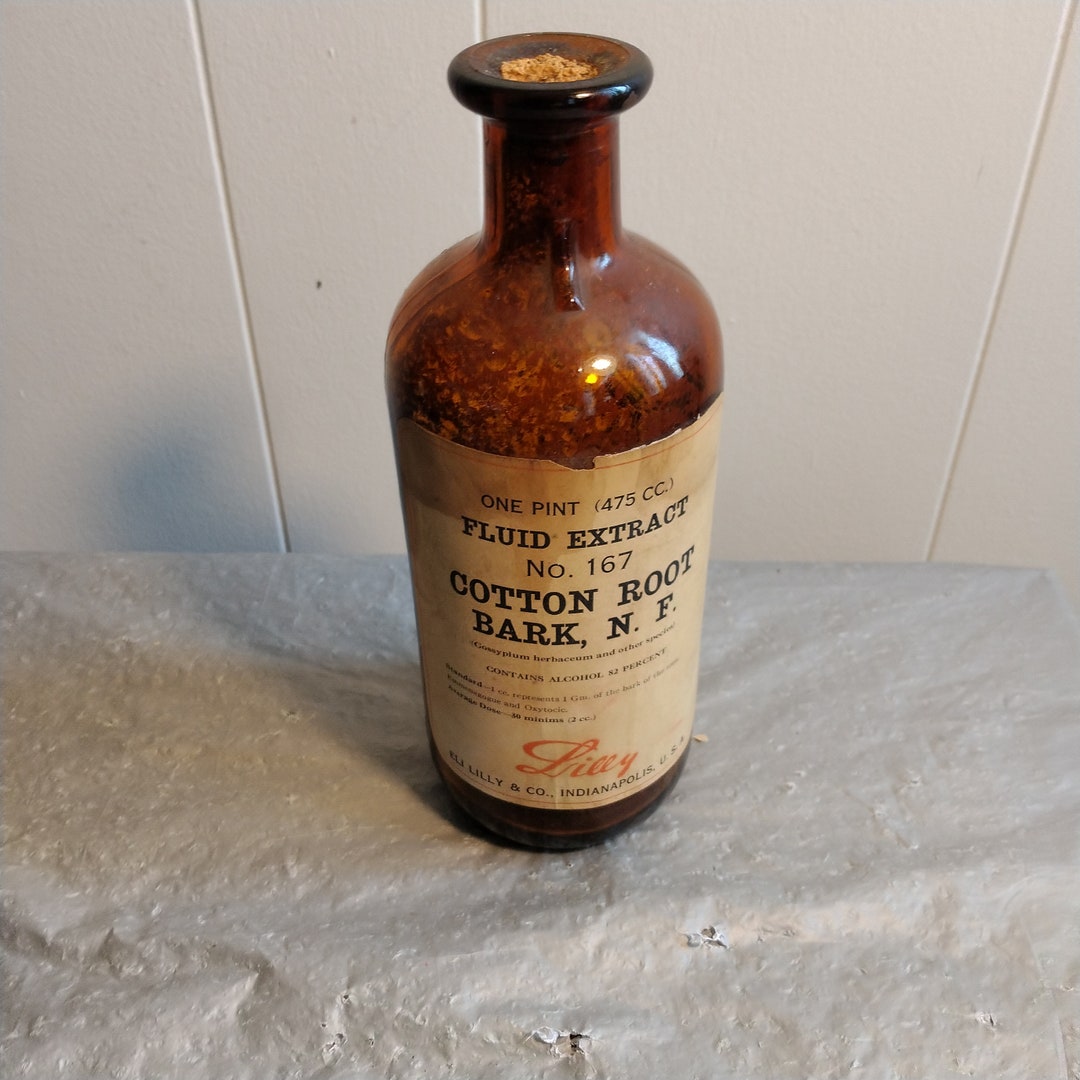 ONE PINT (475 CC.)
FLUID EXTRACT
No. 167
COTTON ROOT
BARK, N. F.
(Gossypium herbaceum and other species)
CONTAINS ALCOHOL 82 PERCENT
Standard—1 cc. represents 1 Gm. of the bark of the root.
Emmenagogue and Oxytocic.
Average Dose—30 minims (2 cc.)
Lilly
ELI LILLY & CO., INDIANAPOLIS, U. S. A.